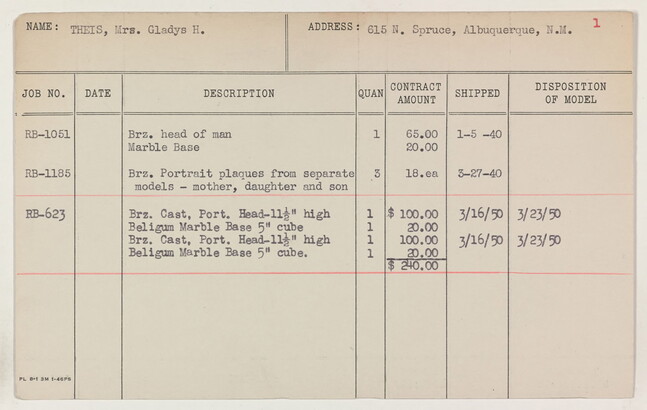 NAME: THEIS, Mrs. Gladys H. ADDRESS: 615 N. Spruce, Albuquerque, N.M. 1
JOB NO. DATE DESCRIPTION QUAN CONTRACT AMOUNT SHIPPED DISPOSITION OF MODEL
RB-1051 Brz. head of man 1 65.00 1-5 -40
Marble Base 20.00
RB-1185 Brz. Portrait plaques from separate 3 18.ea 3-27-40
models - mother, daughter and son
RB-623 Brz. Cast, Port. Head-11½" high 1 $ 100.00 3/16/50 3/23/50
Beligum Marble Base 5" cube 1 20.00
Brz. Cast, Port. Head-11½" high 1 100.00 3/16/50 3/23/50
Beligum Marble Base 5" cube. 1 20.00
$ 240.00